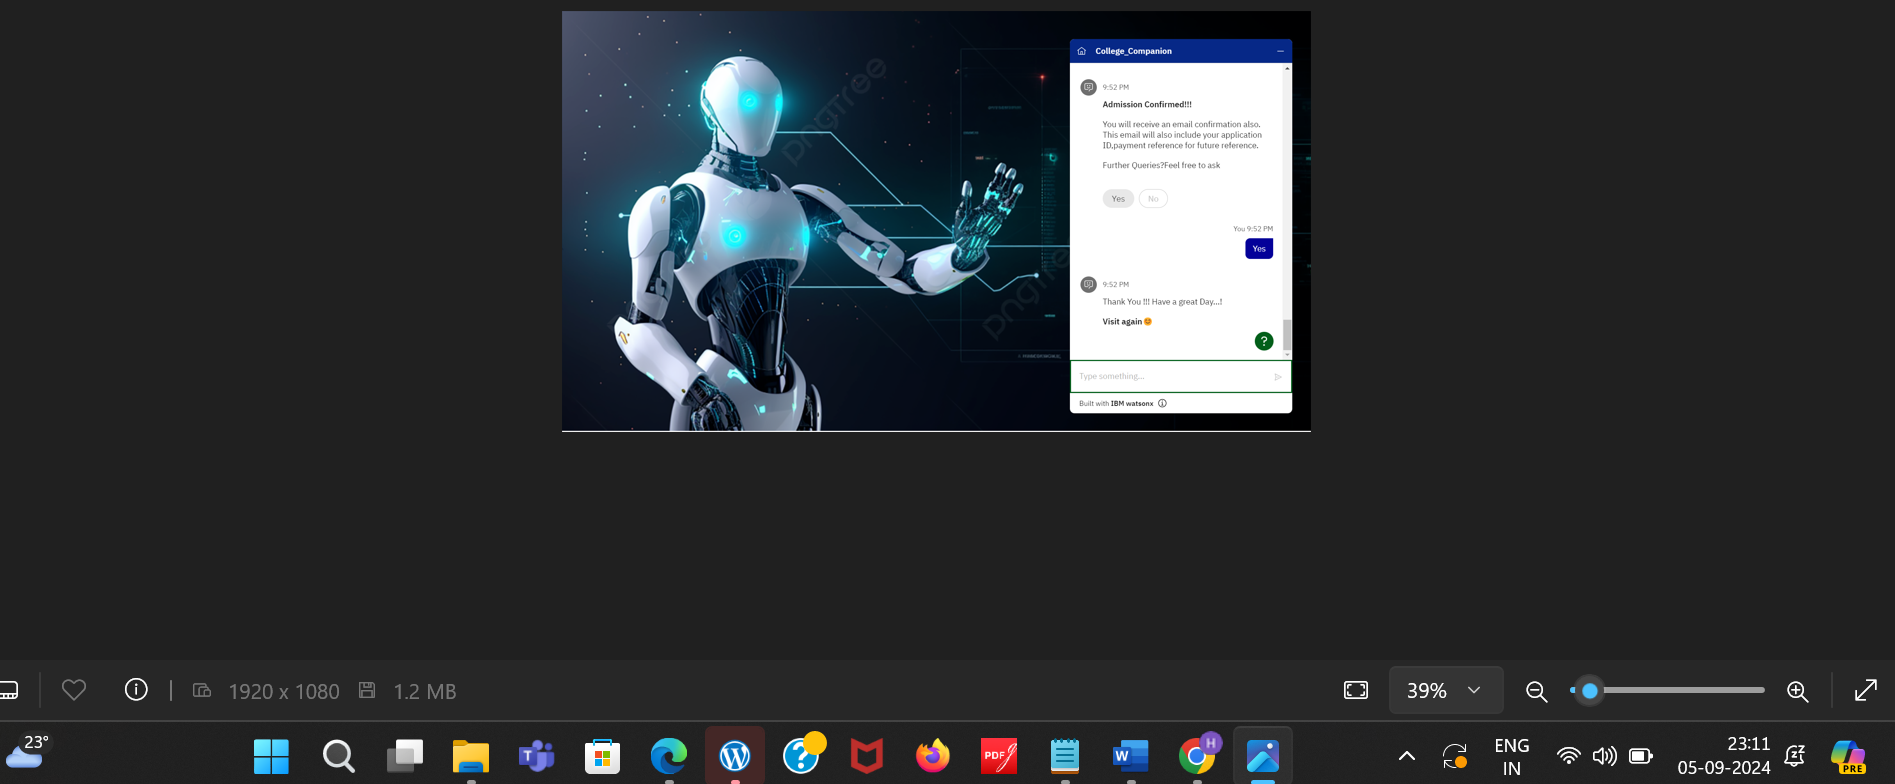 pngtree
pngtree
College_Companion
9:52 PM
Admission Confirmed!!!
You will receive an email confirmation also.
This email will also include your application
ID,payment reference for future reference.
Further Queries?Feel free to ask
Yes No
You 9:52 PM
Yes
9:52 PM
Thank You !!! Have a great Day...!
Visit again😊
?
Type something...
Built with IBM watsonx
1920 x 1080 1.2 MB
39%
23°
T
W
?
PDF
W
H
ENG
IN
23:11
05-09-2024
PRE